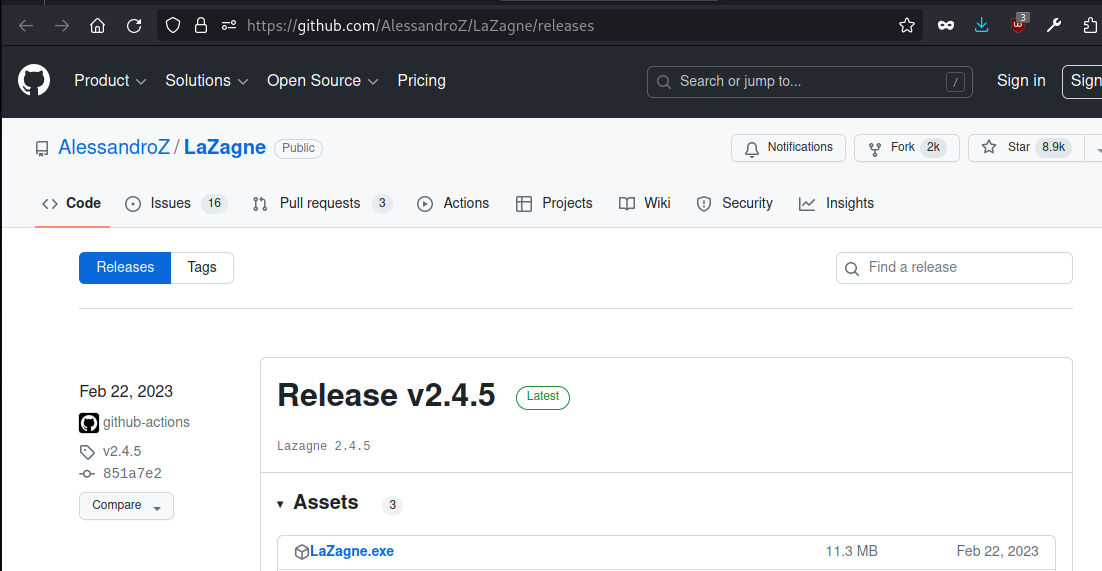 https://github.com/AlessandroZ/LaZagne/releases 3
Product Solutions Open Source Pricing Search or jump to... / Sign in Sign
AlessandroZ / LaZagne Public Notifications Fork 2k Star 8.9k
Code Issues 16 Pull requests 3 Actions Projects Wiki Security Insights
Releases Tags Find a release
Feb 22, 2023
github-actions
v2.4.5
851a7e2
Compare
Release v2.4.5 Latest
Lazagne 2.4.5
Assets 3
LaZagne.exe 11.3 MB Feb 22, 2023